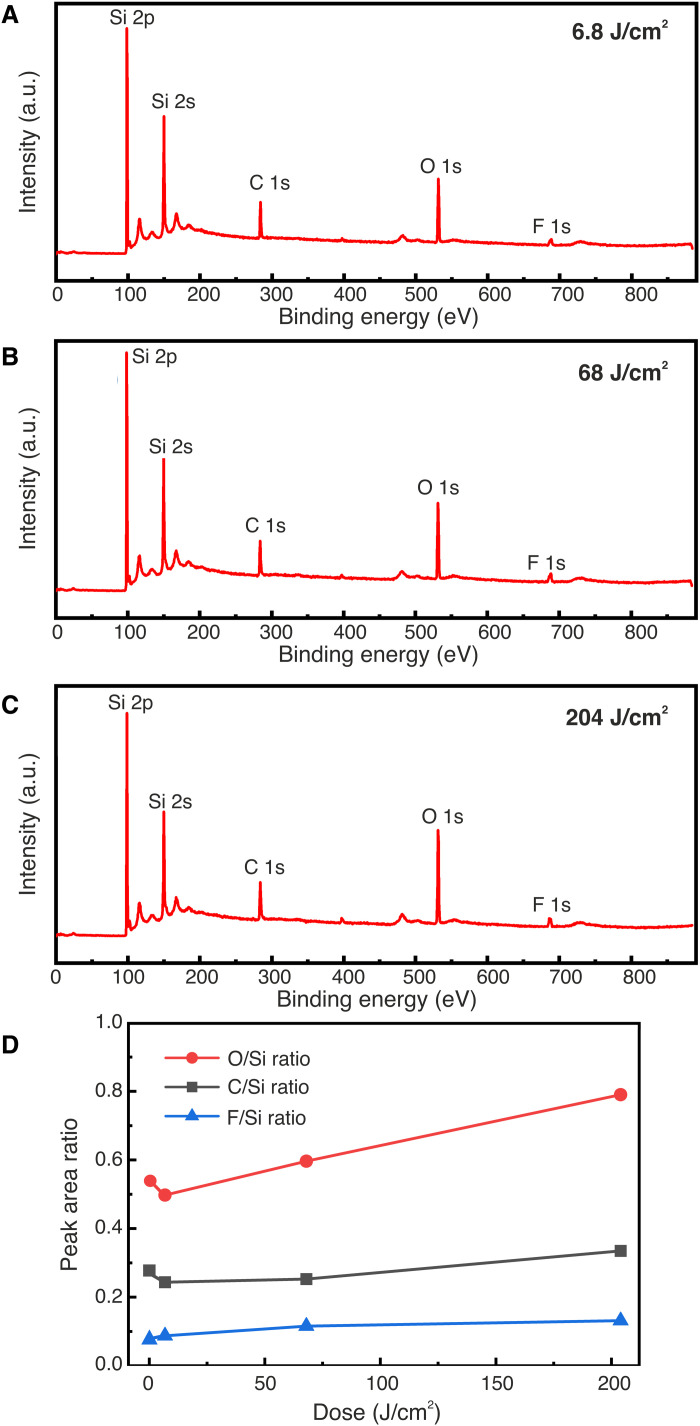 A
Si 2p
6.8 J/cm²
Si 2s
C 1s
O 1s
F 1s
Intensity (a.u.)
0 100 200 300 400 500 600 700 800
Binding energy (eV)
B
Si 2p
68 J/cm²
Si 2s
C 1s
O 1s
F 1s
Intensity (a.u.)
0 100 200 300 400 500 600 700 800
Binding energy (eV)
C
Si 2p
204 J/cm²
Si 2s
C 1s
O 1s
F 1s
Intensity (a.u.)
0 100 200 300 400 500 600 700 800
Binding energy (eV)
D
1.0
0.8
0.6
0.4
0.2
0.0
Peak area ratio
O/Si ratio
C/Si ratio
F/Si ratio
0 50 100 150 200
Dose (J/cm²)